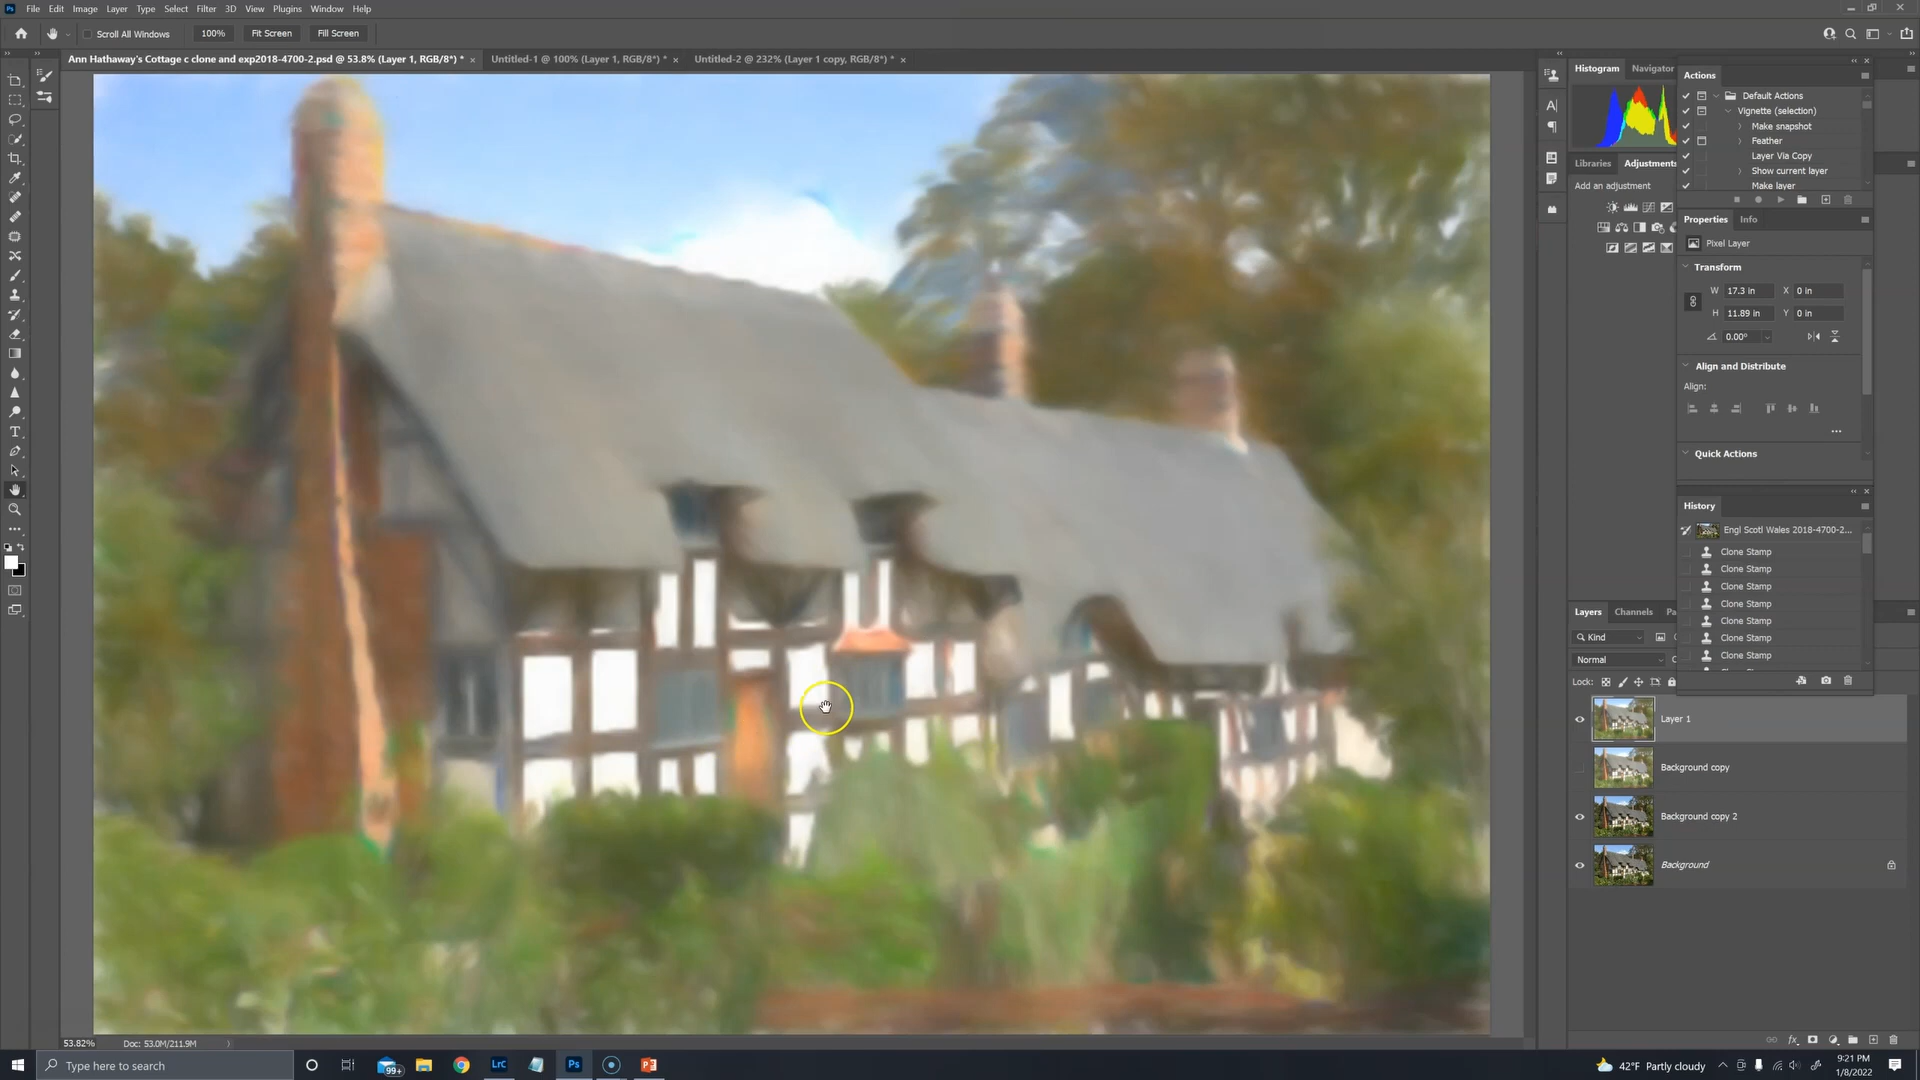 Ps File Edit Image Layer Type Select Filter 3D View Plugins Window Help
Scroll All Windows 100% Fit Screen Fill Screen
Ann Hathaway's Cottage c clone and exp2018-4700-2.psd @ 53.8% (Layer 1, RGB/8*) * × Untitled-1 @ 100% (Layer 1, RGB/8*) * × Untitled-2 @ 232% (Layer 1 copy, RGB/8*) * ×
Histogram Navigator
Actions
Default Actions
Vignette (selection)
Make snapshot
Feather
Layer Via Copy
Show current layer
Make layer
Libraries Adjustments
Add an adjustment
Properties Info
Pixel Layer
Transform
W 17.3 in X 0 in
H 11.89 in Y 0 in
0.00°
Align and Distribute
Align:
Quick Actions
History
Engl Scotl Wales 2018-4700-2...
Clone Stamp
Clone Stamp
Clone Stamp
Clone Stamp
Clone Stamp
Clone Stamp
Clone Stamp
Layers Channels Pa
Kind
Normal
Lock:
Layer 1
Background copy
Background copy 2
Background
53.82% Doc: 53.0M/211.9M
Type here to search
99+
LrC
Ps
42°F Partly cloudy
9:21 PM
1/8/2022